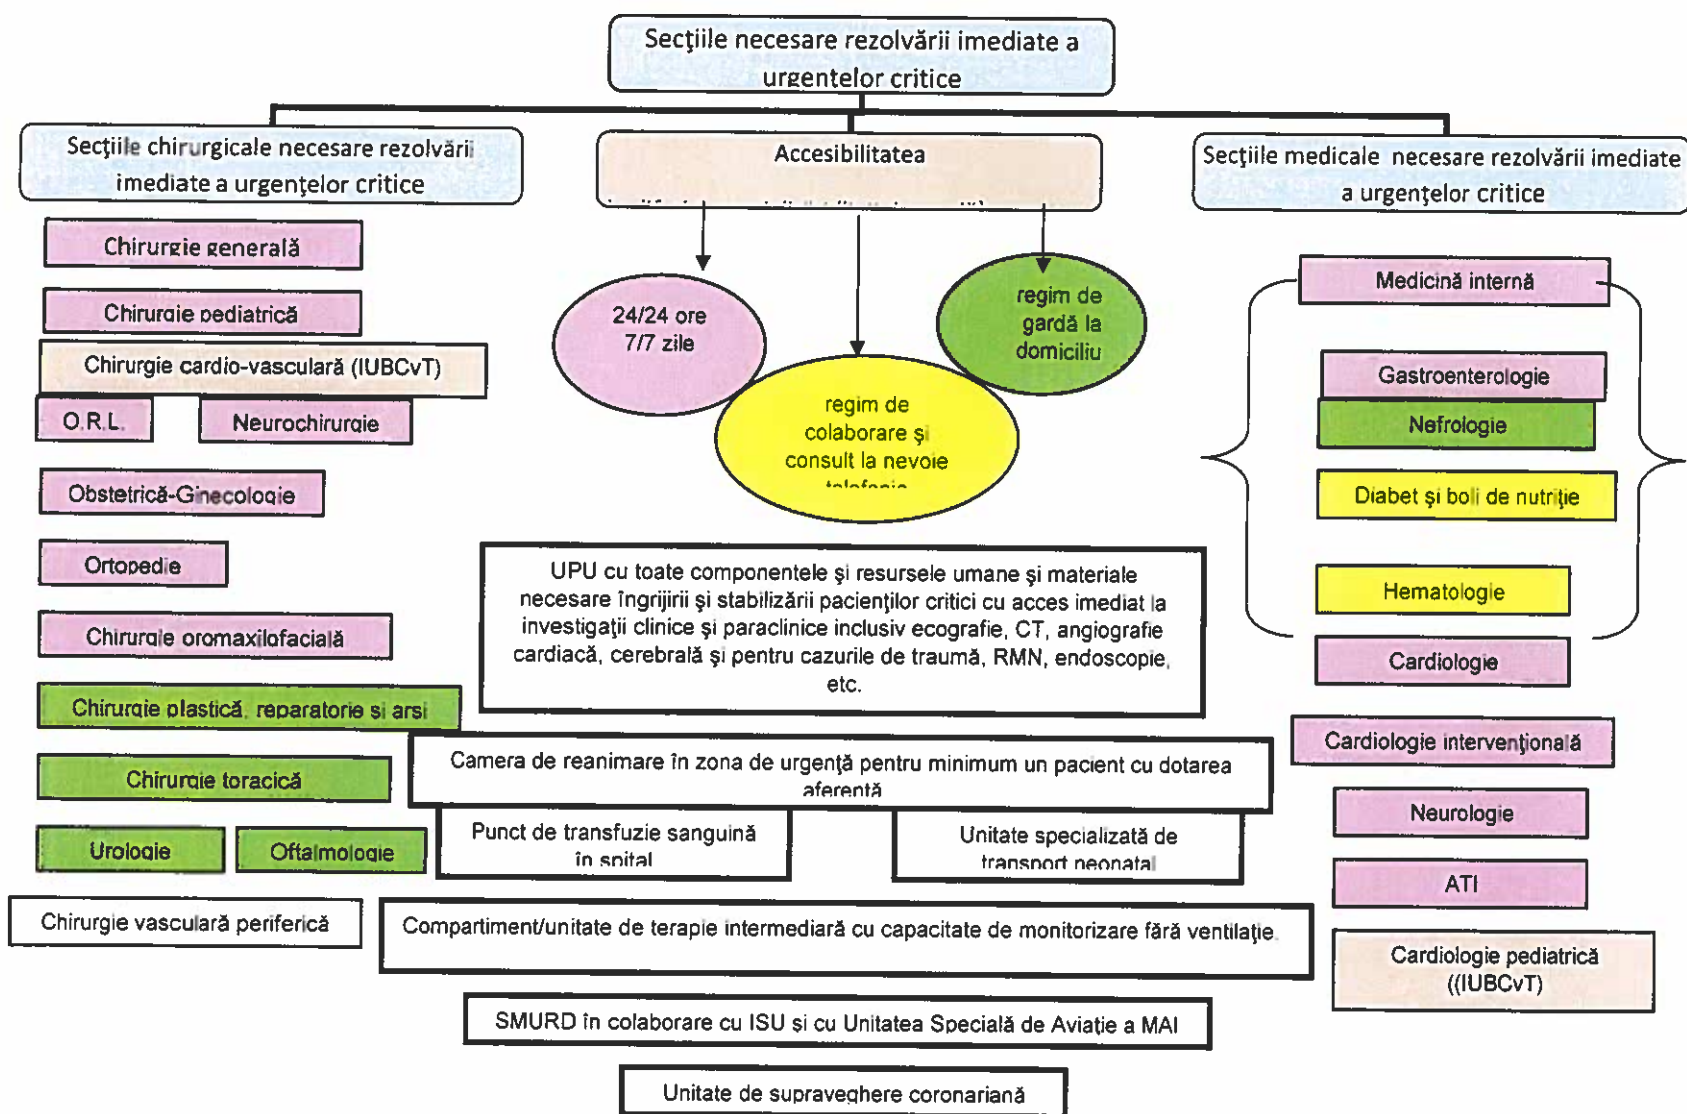 Secţiile necesare rezolvării imediate a
urgenţelor critice
Secţiile chirurgicale necesare rezolvării
imediate a urgenţelor critice
Accesibilitatea
Secţiile medicale necesare rezolvării imediate
a urgenţelor critice
Chirurgie generală
Chirurgie pediatrică
Chirurgie cardio-vasculară (IUBCvT)
O.R.L.
Neurochirurgie
Obstetrică-Ginecologie
Ortopedie
Chirurgie oromaxilofacială
Chirurgie plastică, reparatorie si arsi
Chirurgie toracică
Urologie
Oftalmologie
Chirurgie vasculară periferică
24/24 ore
7/7 zile
regim de
colaborare şi
consult la nevoie
telefonic
regim de
gardă la
domiciliu
UPU cu toate componentele şi resursele umane şi materiale
necesare îngrijirii şi stabilizării pacienţilor critici cu acces imediat la
investigaţii clinice şi paraclinice inclusiv ecografie, CT, angiografie
cardiacă, cerebrală şi pentru cazurile de traumă, RMN, endoscopie,
etc.
Camera de reanimare în zona de urgenţă pentru minimum un pacient cu dotarea
aferentă
Punct de transfuzie sanguină
în spital
Unitate specializată de
transport neonatal
Compartiment/unitate de terapie intermediară cu capacitate de monitorizare fără ventilaţie.
SMURD în colaborare cu ISU şi cu Unitatea Specială de Aviaţie a MAI
Unitate de supraveghere coronariană
Medicină internă
Gastroenterologie
Nefrologie
Diabet şi boli de nutriţie
Hematologie
Cardiologie
Cardiologie intervenţională
Neurologie
ATI
Cardiologie pediatrică
((IUBCvT)